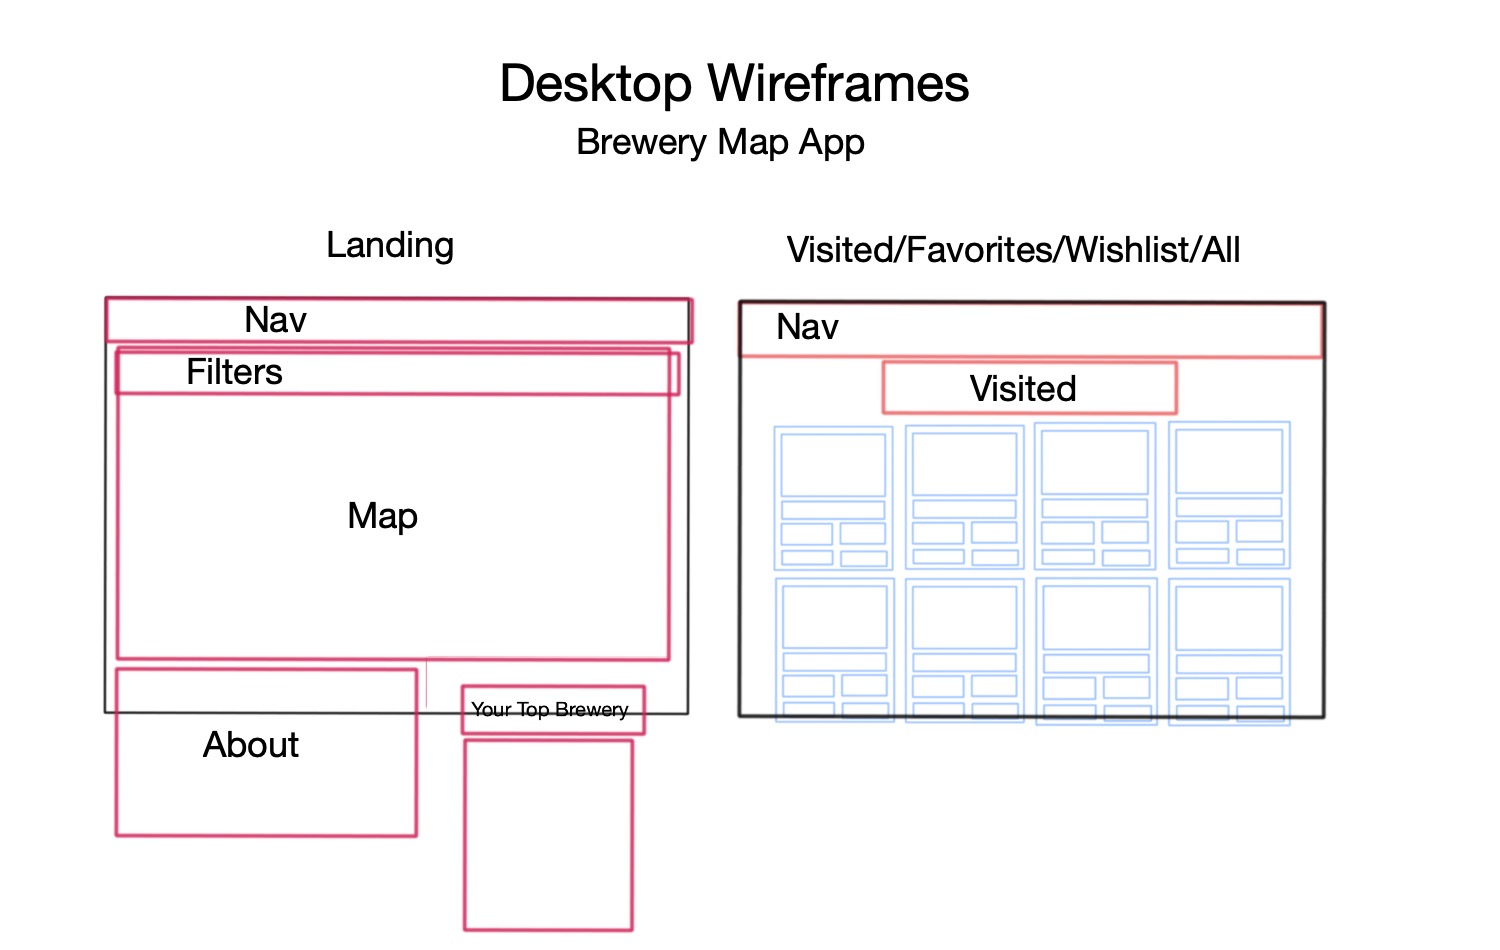 Desktop Wireframes
Brewery Map App
Landing
Nav
Filters
Map
About
Your Top Brewery
Visited/Favorites/Wishlist/All
Nav
Visited